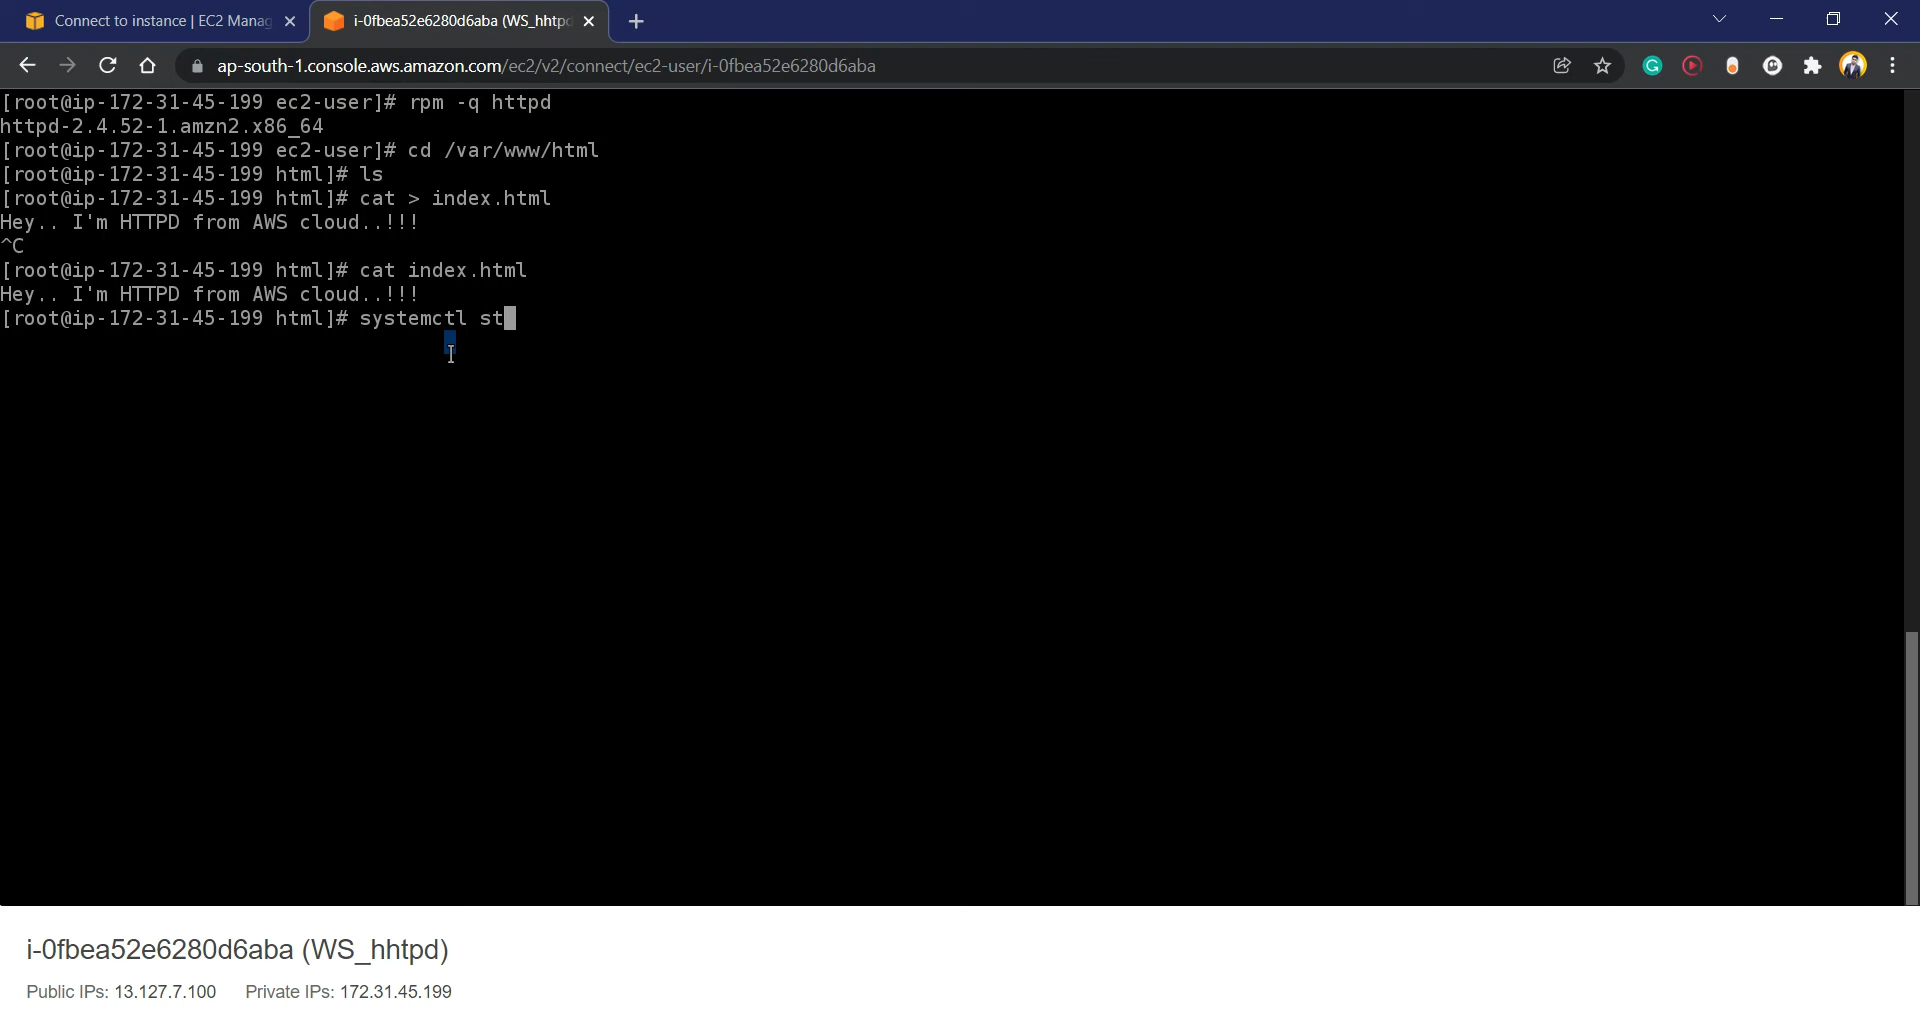 Connect to instance | EC2 Manag
i-0fbea52e6280d6aba (WS_hhtpd
ap-south-1.console.aws.amazon.com/ec2/v2/connect/ec2-user/i-0fbea52e6280d6aba
[root@ip-172-31-45-199 ec2-user]# rpm -q httpd
httpd-2.4.52-1.amzn2.x86_64
[root@ip-172-31-45-199 ec2-user]# cd /var/www/html
[root@ip-172-31-45-199 html]# ls
[root@ip-172-31-45-199 html]# cat > index.html
Hey.. I'm HTTPD from AWS cloud..!!!
^C
[root@ip-172-31-45-199 html]# cat index.html
Hey.. I'm HTTPD from AWS cloud..!!!
[root@ip-172-31-45-199 html]# systemctl st
i-0fbea52e6280d6aba (WS_hhtpd)
Public IPs: 13.127.7.100 Private IPs: 172.31.45.199